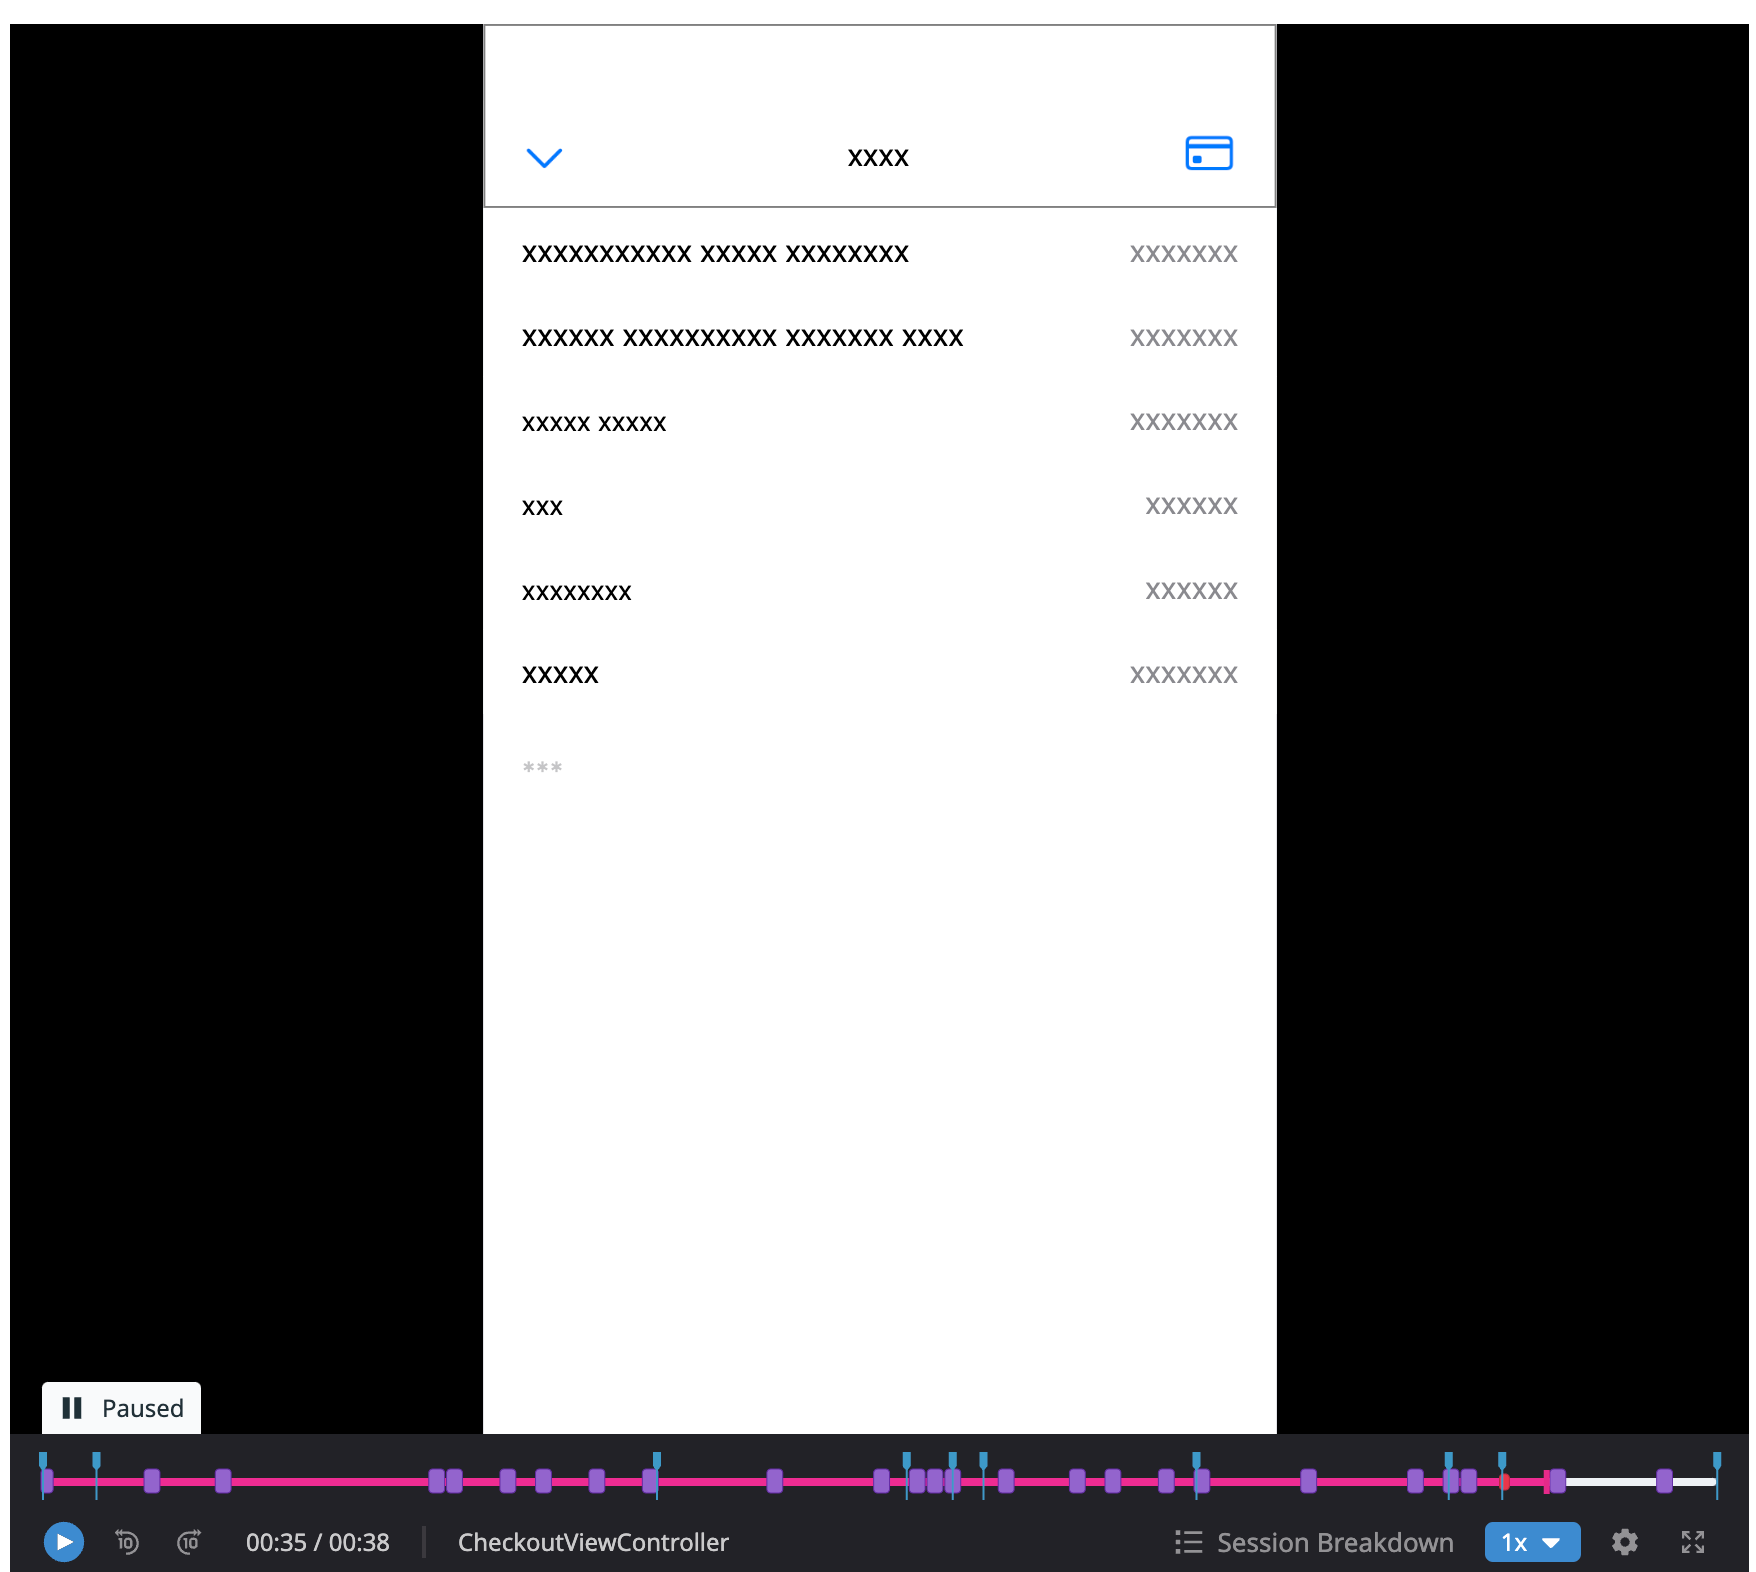 xxxx
xxxxxxxxxxx xxxxx xxxxxxxx xxxxxxx
xxxxxx xxxxxxxxxx xxxxxxx xxxx xxxxxxx
xxxxx xxxxx xxxxxxx
xxx xxxxxx
xxxxxxxx xxxxxx
xxxxx xxxxxxx
***
Paused
10 10 00:35 / 00:38 CheckoutViewController Session Breakdown 1x